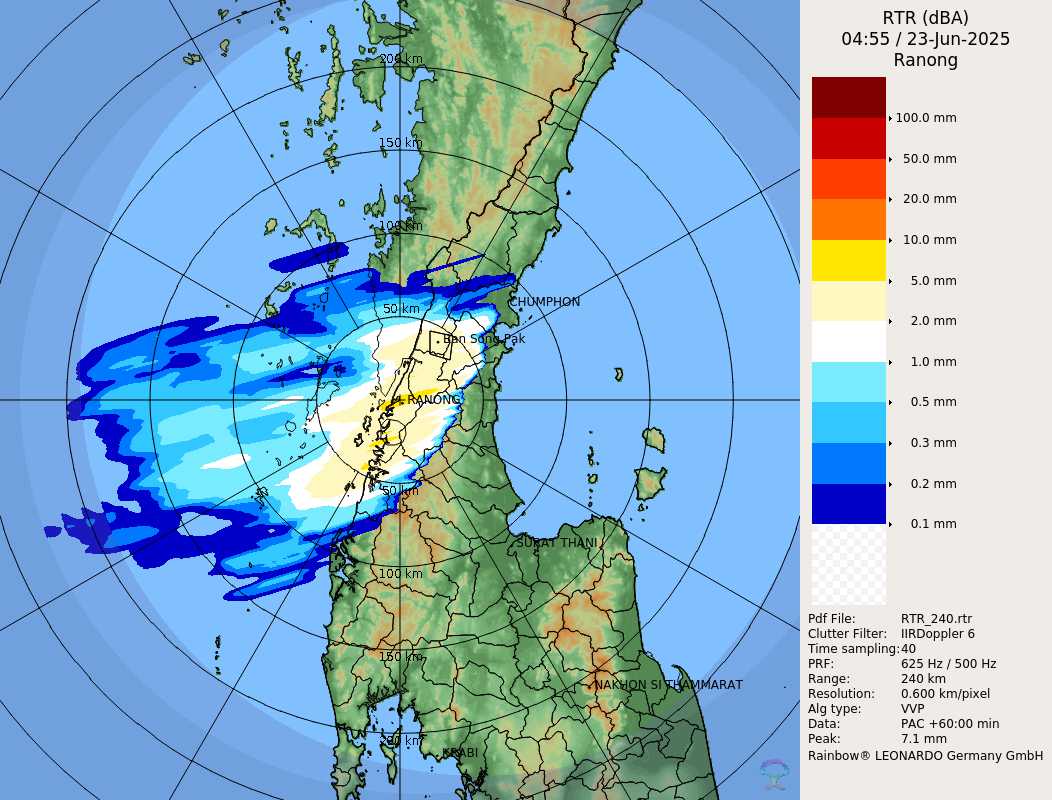 RTR (dBA)
04:55 / 23-Jun-2025
Ranong
100.0 mm
50.0 mm
20.0 mm
10.0 mm
5.0 mm
2.0 mm
1.0 mm
0.5 mm
0.3 mm
0.2 mm
0.1 mm
Pdf File: RTR_240.rtr
Clutter Filter: IIRDoppler 6
Time sampling: 40
PRF: 625 Hz / 500 Hz
Range: 240 km
Resolution: 0.600 km/pixel
Alg type: VVP
Data: PAC +60:00 min
Peak: 7.1 mm
Rainbow® LEONARDO Germany GmbH
200 km
150 km
100 km
CHUMPHON
50 km
Ban Song Pak
RANONG
50 km
SURAT THANI
100 km
150 km
NAKHON SI THAMMARAT
200 km
KRABI